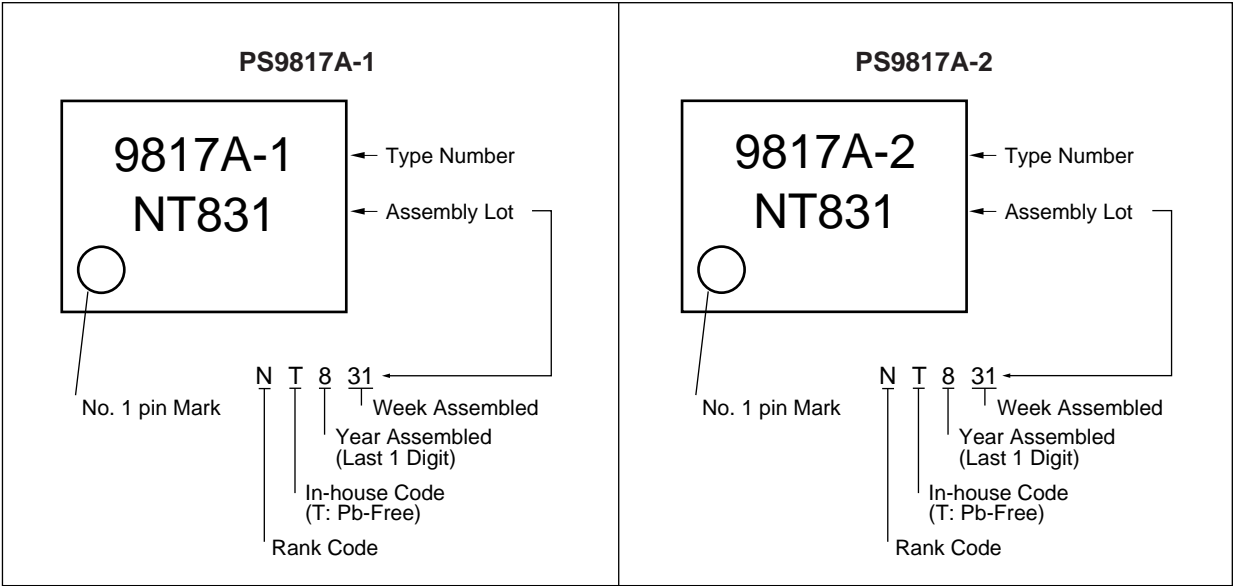 PS9817A-1
9817A-1
NT831
Type Number
Assembly Lot
No. 1 pin Mark
N T 8 31
Week Assembled
Year Assembled
(Last 1 Digit)
In-house Code
(T: Pb-Free)
Rank Code
PS9817A-2
9817A-2
NT831
Type Number
Assembly Lot
No. 1 pin Mark
N T 8 31
Week Assembled
Year Assembled
(Last 1 Digit)
In-house Code
(T: Pb-Free)
Rank Code